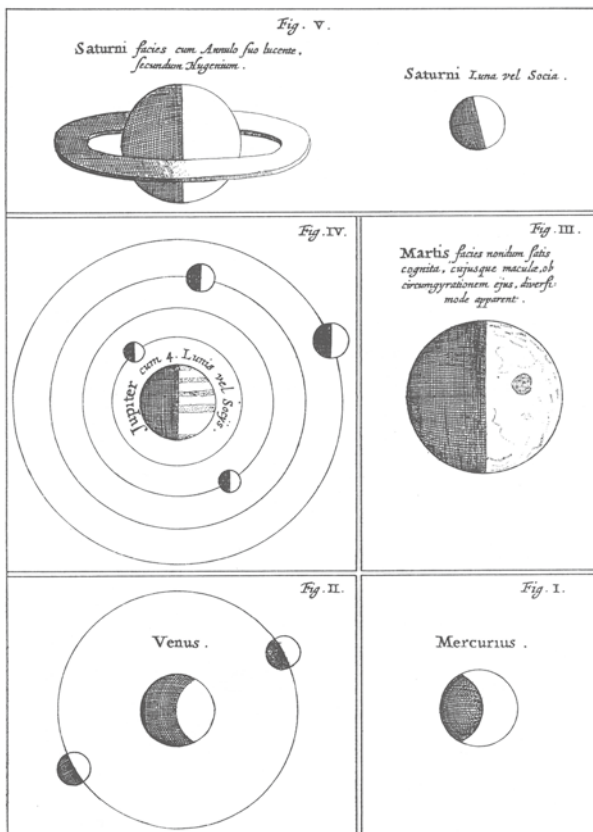 Fig. V.
Saturni facies cum Annulo suo lucente,
secundum Hugenium.
Saturni Luna vel Socia.
Fig. IV.
Jupiter cum 4. Lunis vel Socijs.
Fig. III.
Martis facies nondum satis
cognita, cujusque maculæ, ob
circumgyrationem ejus, diversi
mode apparent.
Fig. II.
Venus.
Fig. I.
Mercurius.